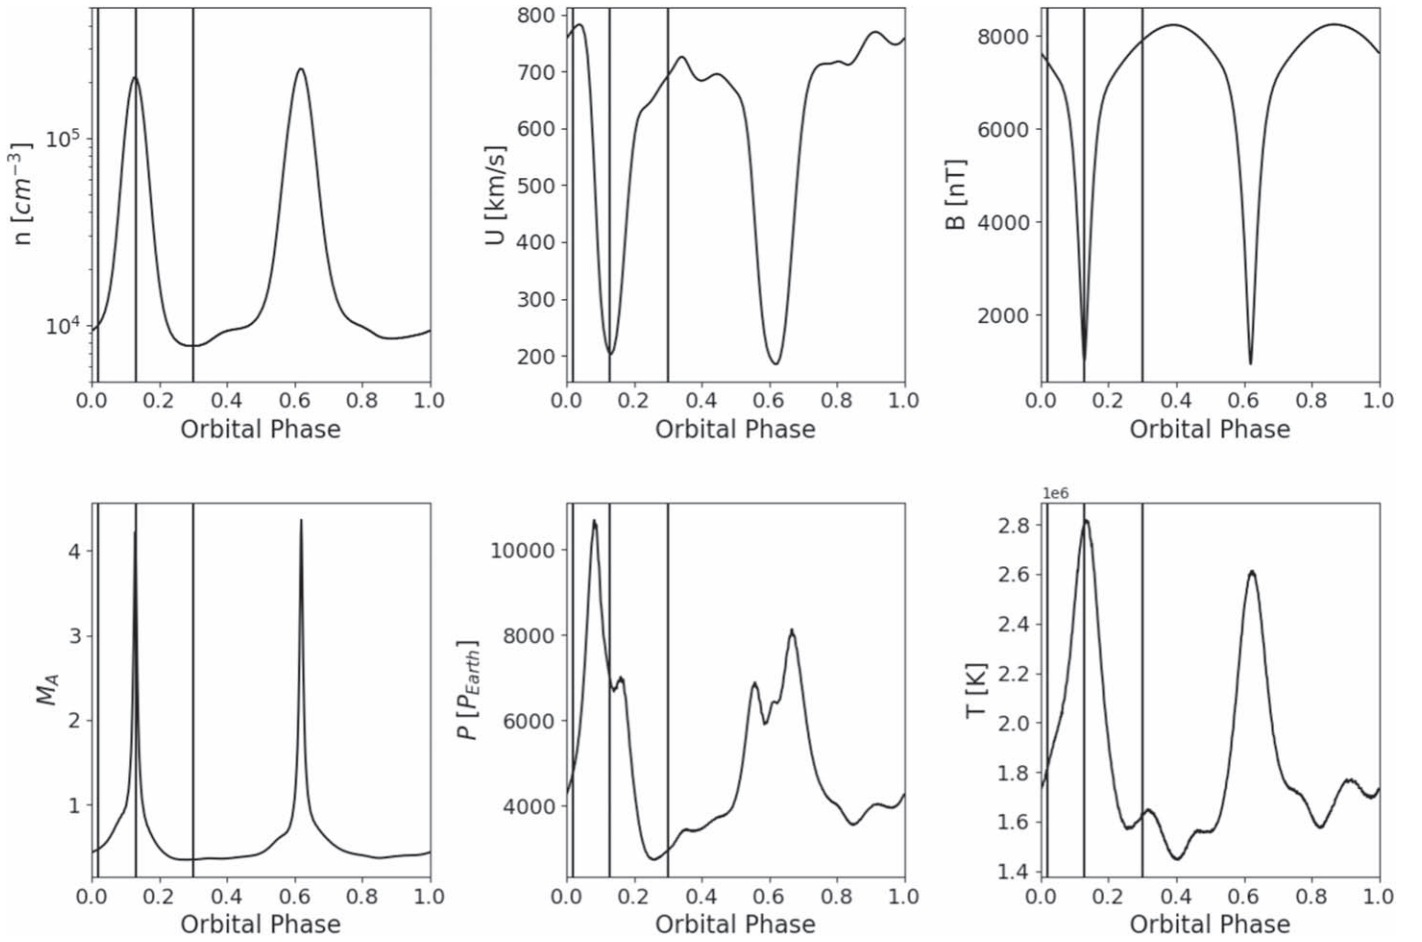 n [cm⁻³]
10⁵
10⁴
0.0 0.2 0.4 0.6 0.8 1.0
Orbital Phase
U [km/s]
800
700
600
500
400
300
200
0.0 0.2 0.4 0.6 0.8 1.0
Orbital Phase
B [nT]
8000
6000
4000
2000
0.0 0.2 0.4 0.6 0.8 1.0
Orbital Phase
M_A
4
3
2
1
0.0 0.2 0.4 0.6 0.8 1.0
Orbital Phase
P [P_Earth]
10000
8000
6000
4000
0.0 0.2 0.4 0.6 0.8 1.0
Orbital Phase
1e6
T [K]
2.8
2.6
2.4
2.2
2.0
1.8
1.6
1.4
0.0 0.2 0.4 0.6 0.8 1.0
Orbital Phase